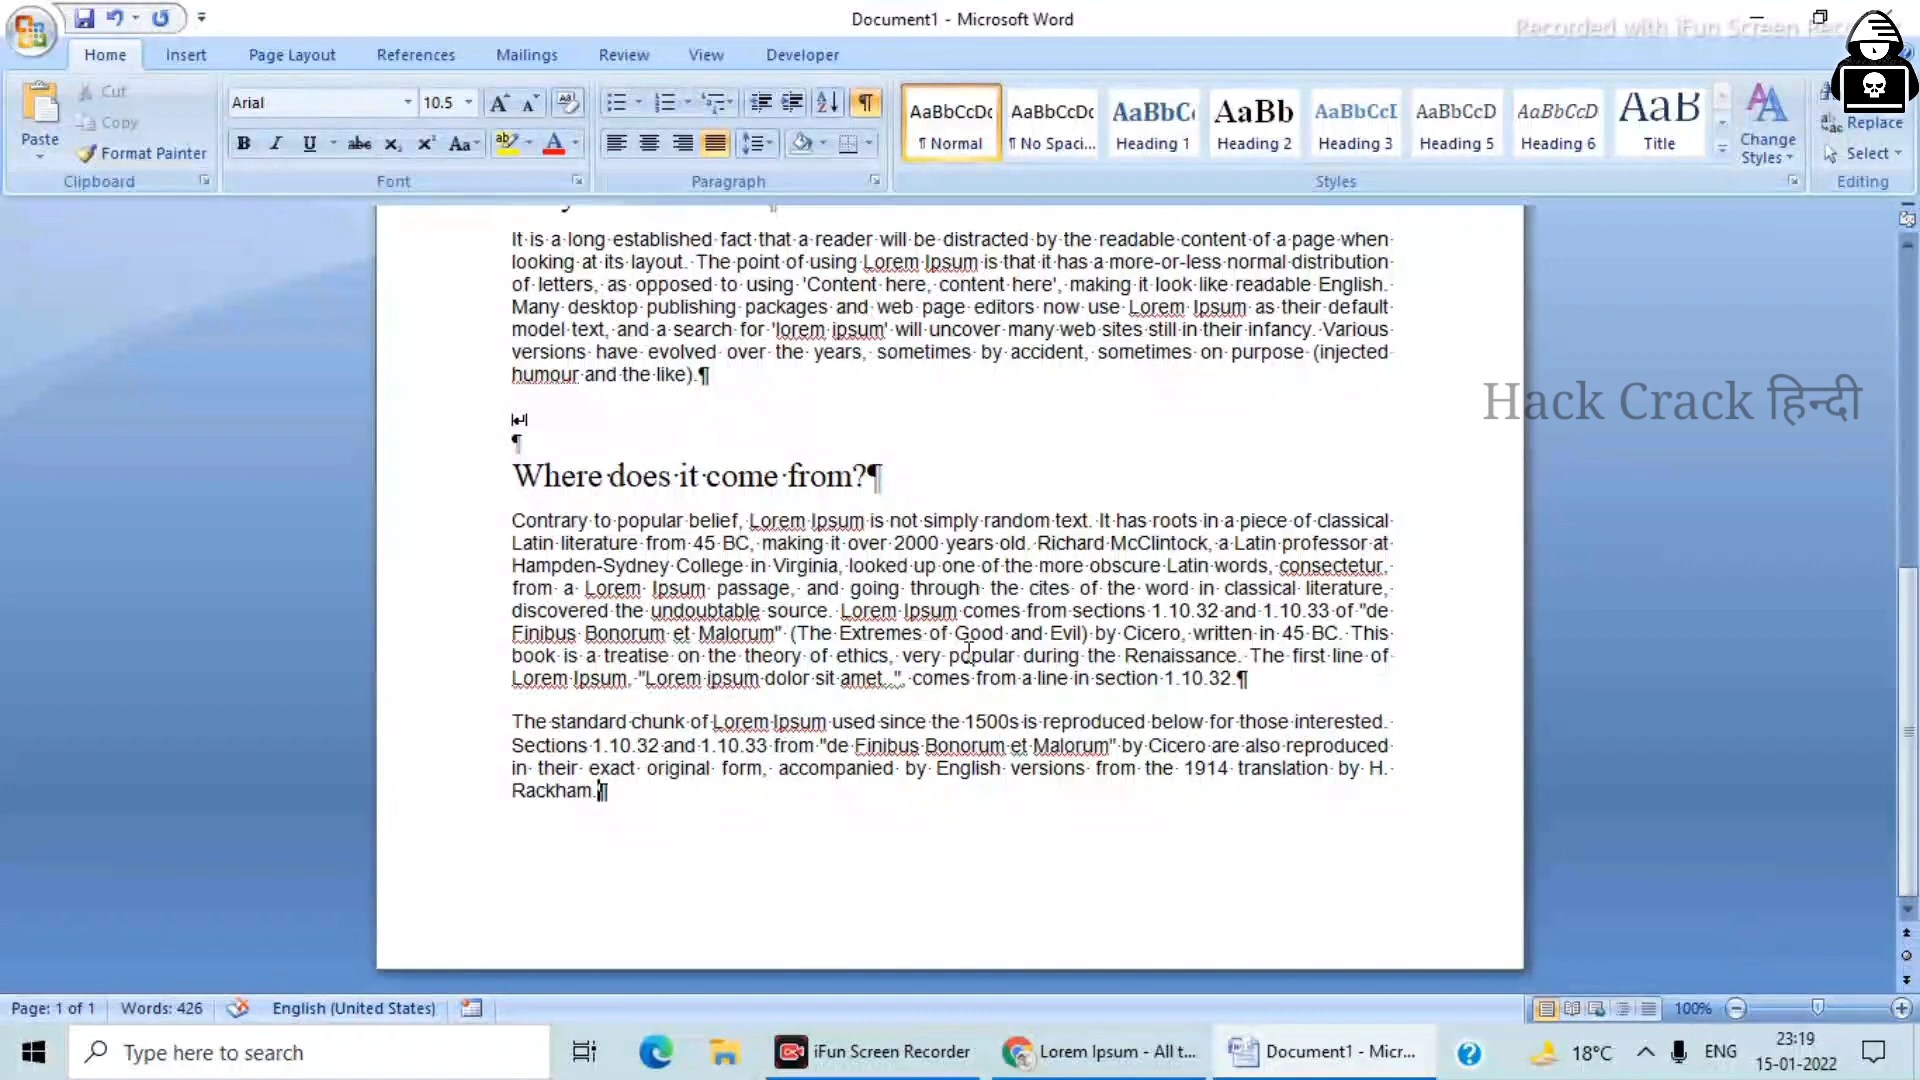 Document1 - Microsoft Word
Recorded with iFun Screen Rec
Home Insert Page Layout References Mailings Review View Developer
Paste
Cut
Copy
Format Painter
Clipboard
Arial 10.5
Font
Paragraph
AaBbCcDc AaBbCcDc AaBbC AaBb AaBbCcI AaBbCcD AaBbCcD AaB
¶ Normal ¶ No Spaci... Heading 1 Heading 2 Heading 3 Heading 5 Heading 6 Title
Change Styles
Styles
Replace
Select
Editing
It is a long established fact that a reader will be distracted by the readable content of a page when
looking at its layout. The point of using Lorem Ipsum is that it has a more-or-less normal distribution
of letters, as opposed to using 'Content here, content here', making it look like readable English.
Many desktop publishing packages and web page editors now use Lorem Ipsum as their default
model text, and a search for 'lorem ipsum' will uncover many web sites still in their infancy. Various
versions have evolved over the years, sometimes by accident, sometimes on purpose (injected
humour and the like).¶
Hack Crack हिन्दी
¶
Where does it come from?¶
Contrary to popular belief, Lorem Ipsum is not simply random text. It has roots in a piece of classical
Latin literature from 45 BC, making it over 2000 years old. Richard McClintock, a Latin professor at
Hampden-Sydney College in Virginia, looked up one of the more obscure Latin words, consectetur,
from a Lorem Ipsum passage, and going through the cites of the word in classical literature,
discovered the undoubtable source. Lorem Ipsum comes from sections 1.10.32 and 1.10.33 of "de
Finibus Bonorum et Malorum" (The Extremes of Good and Evil) by Cicero, written in 45 BC. This
book is a treatise on the theory of ethics, very popular during the Renaissance. The first line of
Lorem Ipsum, "Lorem ipsum dolor sit amet..", comes from a line in section 1.10.32.¶
The standard chunk of Lorem Ipsum used since the 1500s is reproduced below for those interested.
Sections 1.10.32 and 1.10.33 from "de Finibus Bonorum et Malorum" by Cicero are also reproduced
in their exact original form, accompanied by English versions from the 1914 translation by H.
Rackham.¶
Page: 1 of 1 Words: 426 English (United States) 100%
Type here to search
iFun Screen Recorder
Lorem Ipsum - All t...
Document1 - Micr...
18°C
ENG
23:19
15-01-2022